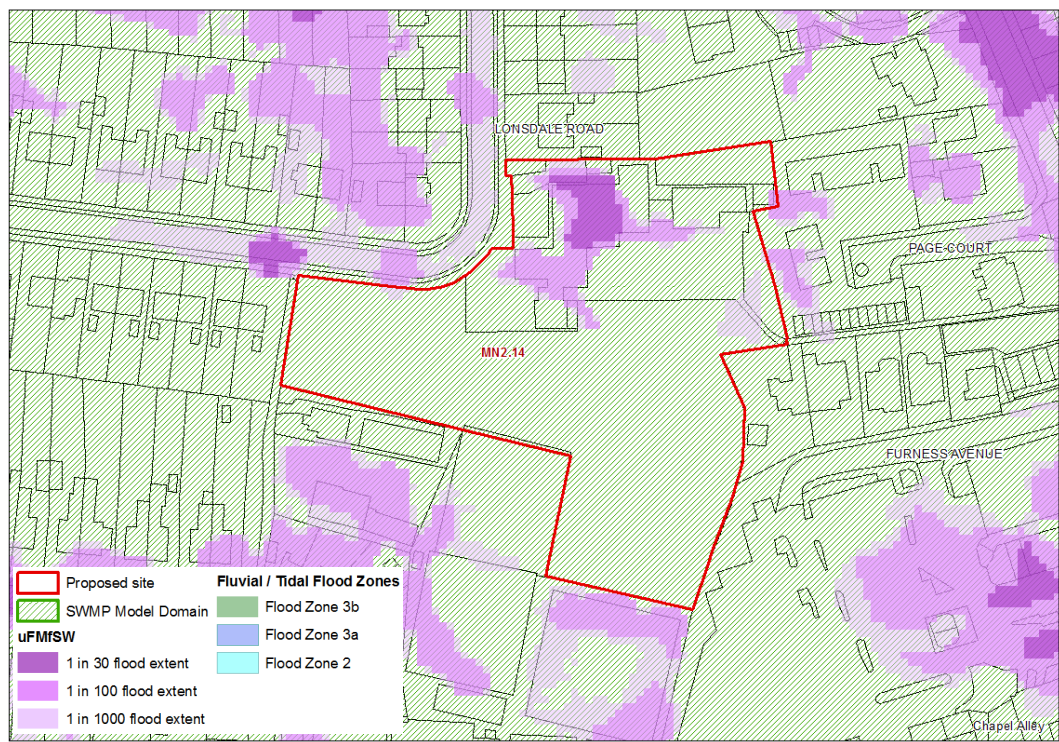 LONSDALE ROAD
PAGE COURT
MN2.14
FURNESS AVENUE
Proposed site
SWMP Model Domain
uFMfSW
1 in 30 flood extent
1 in 100 flood extent
1 in 1000 flood extent
Fluvial / Tidal Flood Zones
Flood Zone 3b
Flood Zone 3a
Flood Zone 2
Chapel Alley